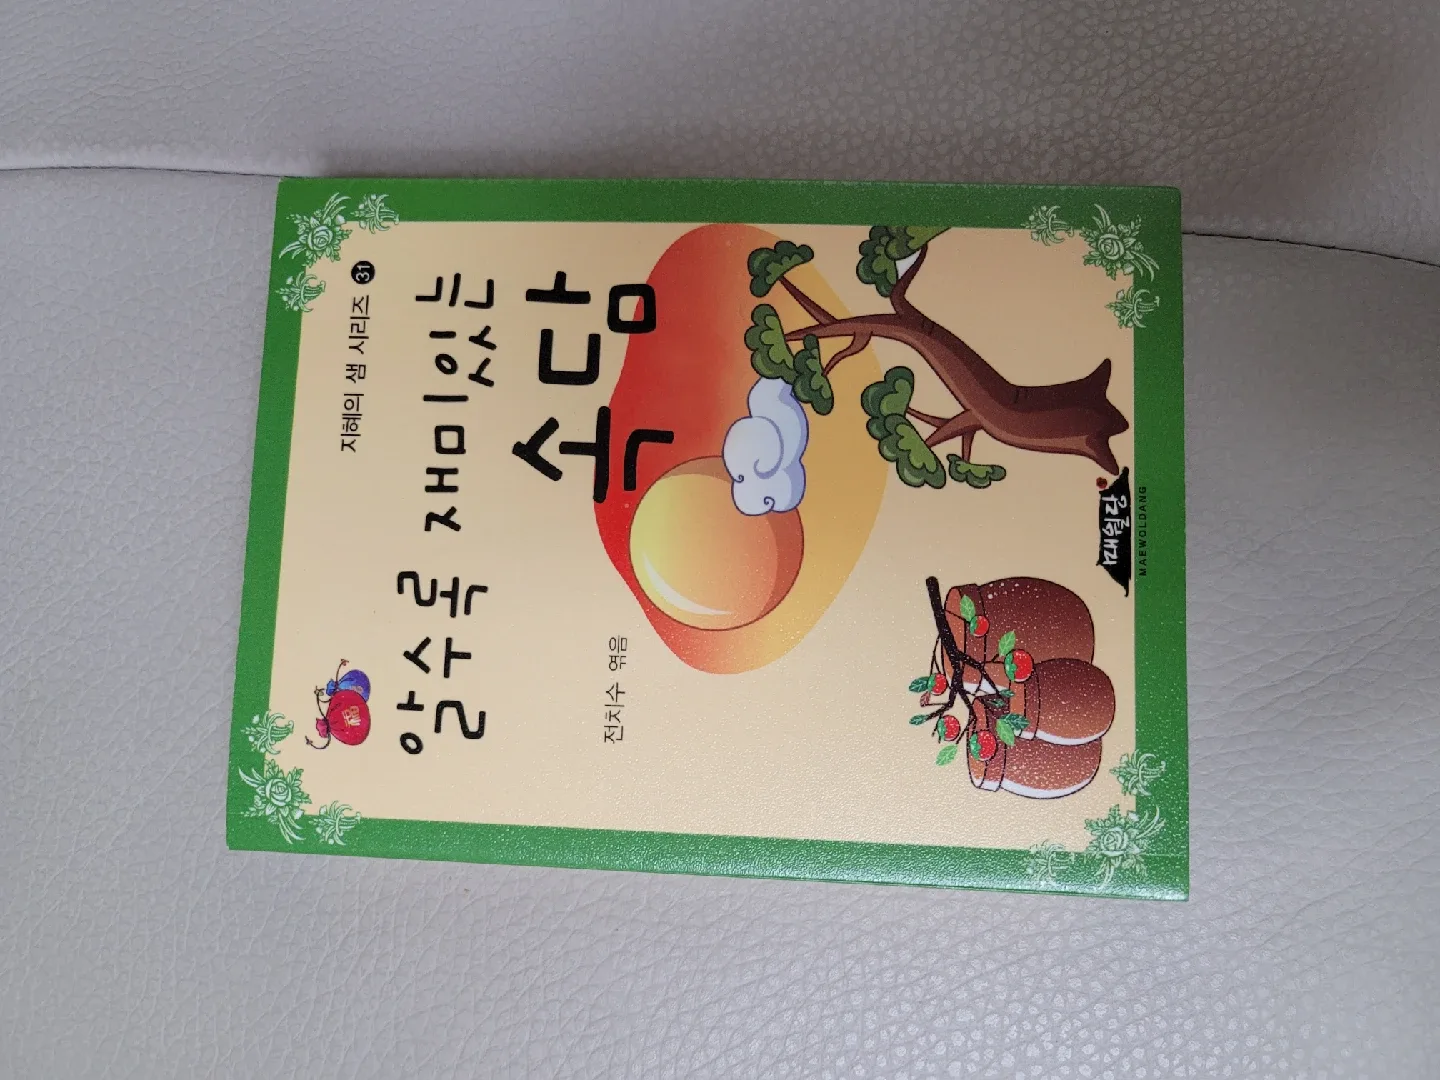 지혜의 샘 시리즈 31
알수록 재미있는
속담
전치수 엮음
매월당
MAEWOLDANG